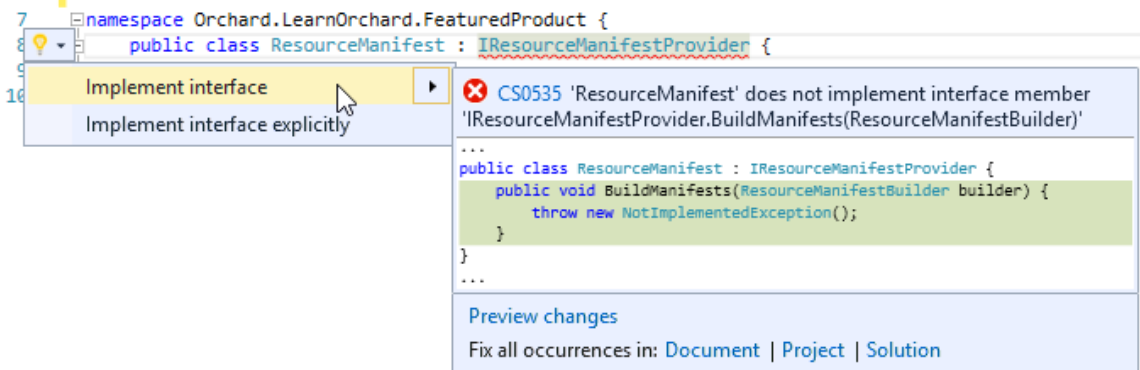 7 namespace Orchard.LearnOrchard.FeaturedProduct {
8 public class ResourceManifest : IResourceManifestProvider {
9
10
Implement interface
Implement interface explicitly
CS0535 'ResourceManifest' does not implement interface member
'IResourceManifestProvider.BuildManifests(ResourceManifestBuilder)'
...
public class ResourceManifest : IResourceManifestProvider {
public void BuildManifests(ResourceManifestBuilder builder) {
throw new NotImplementedException();
}
}
...
Preview changes
Fix all occurrences in: Document | Project | Solution